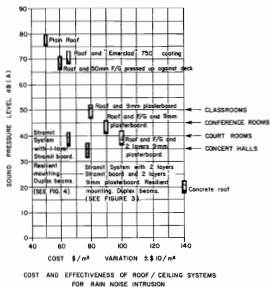 SOUND PRESSURE LEVEL dB (A)
90
80
70
60
50
40
30
20
10
0
Plain Roof
Roof and "Emerclad" 750 coating
Roof and 50mm F/G pressed up against deck
Roof and 9mm plasterboard
Roof and F/G and 9mm
plasterboard.
Stramit
System
with 1 layer
Stramit board.
Resilient
mounting.
Duplex beams
(SEE FIG. 4)
Roof and F/G and
2 layers 9mm
plasterboard.
Stramit System with 2 layers
Stramit board and 2 layers
9mm plasterboard. Resilient
mounting. Duplex beams.
(SEE FIGURE 3)
Concrete roof
CLASSROOMS
CONFERENCE ROOMS
COURT ROOMS
CONCERT HALLS
40 60 80 100 120 140
COST $/m² VARIATION ±$10/m²
COST AND EFFECTIVENESS OF ROOF / CEILING SYSTEMS
FOR RAIN NOISE INTRUSION